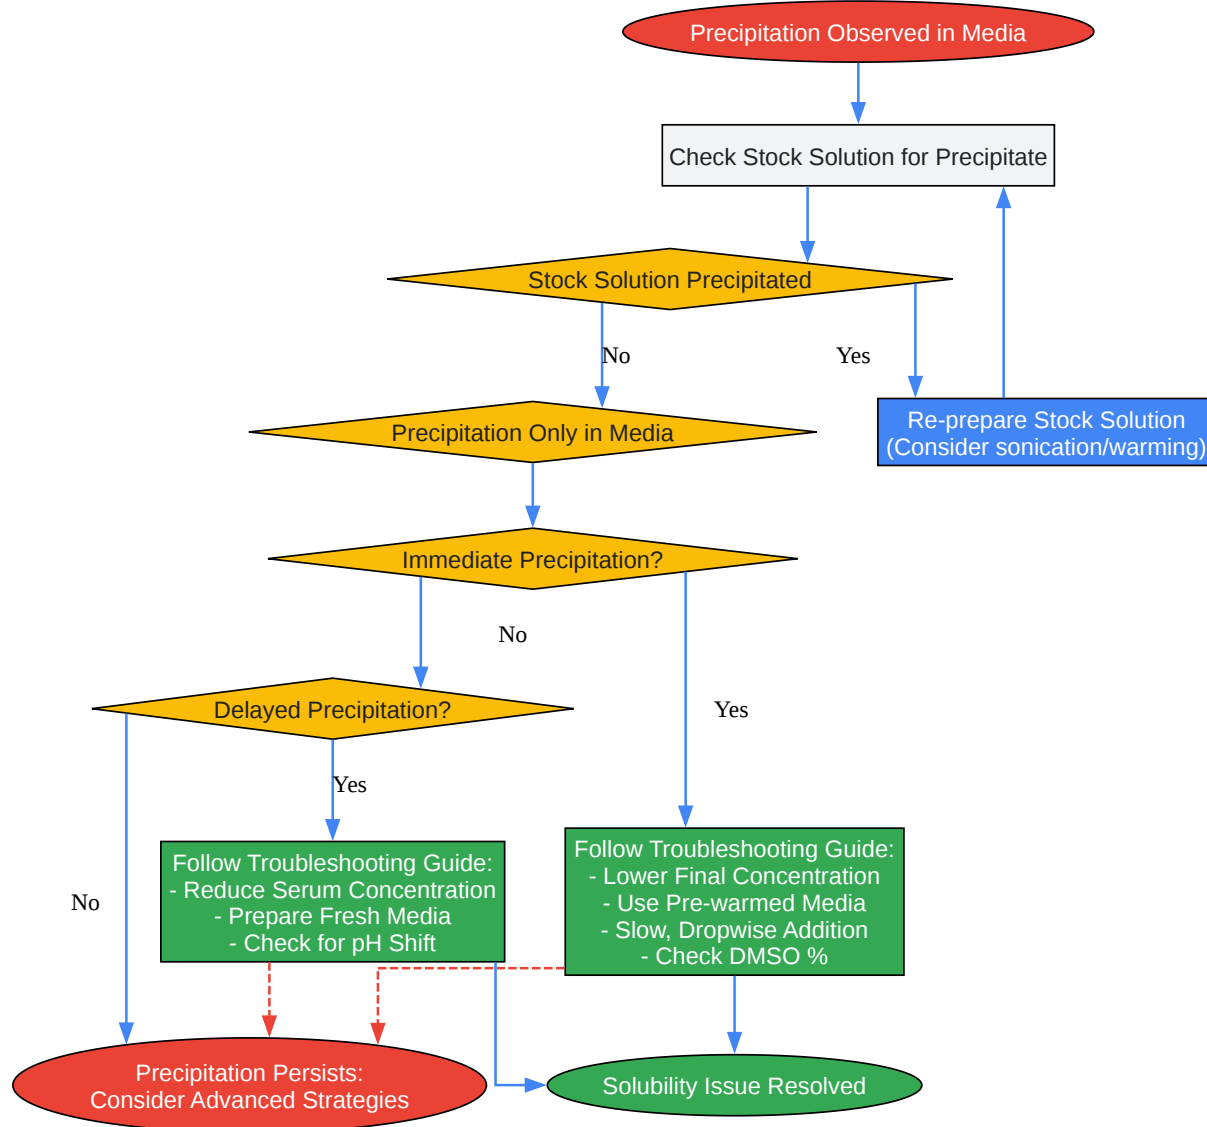 Precipitation Observed in Media
Check Stock Solution for Precipitate
Stock Solution Precipitated
No
Yes
Precipitation Only in Media
Re-prepare Stock Solution
(Consider sonication/warming)
Immediate Precipitation?
No
Delayed Precipitation?
Yes
Yes
Follow Troubleshooting Guide:
- Reduce Serum Concentration
- Prepare Fresh Media
- Check for pH Shift
Follow Troubleshooting Guide:
- Lower Final Concentration
- Use Pre-warmed Media
- Slow, Dropwise Addition
- Check DMSO %
No
Precipitation Persists:
Consider Advanced Strategies
Solubility Issue Resolved